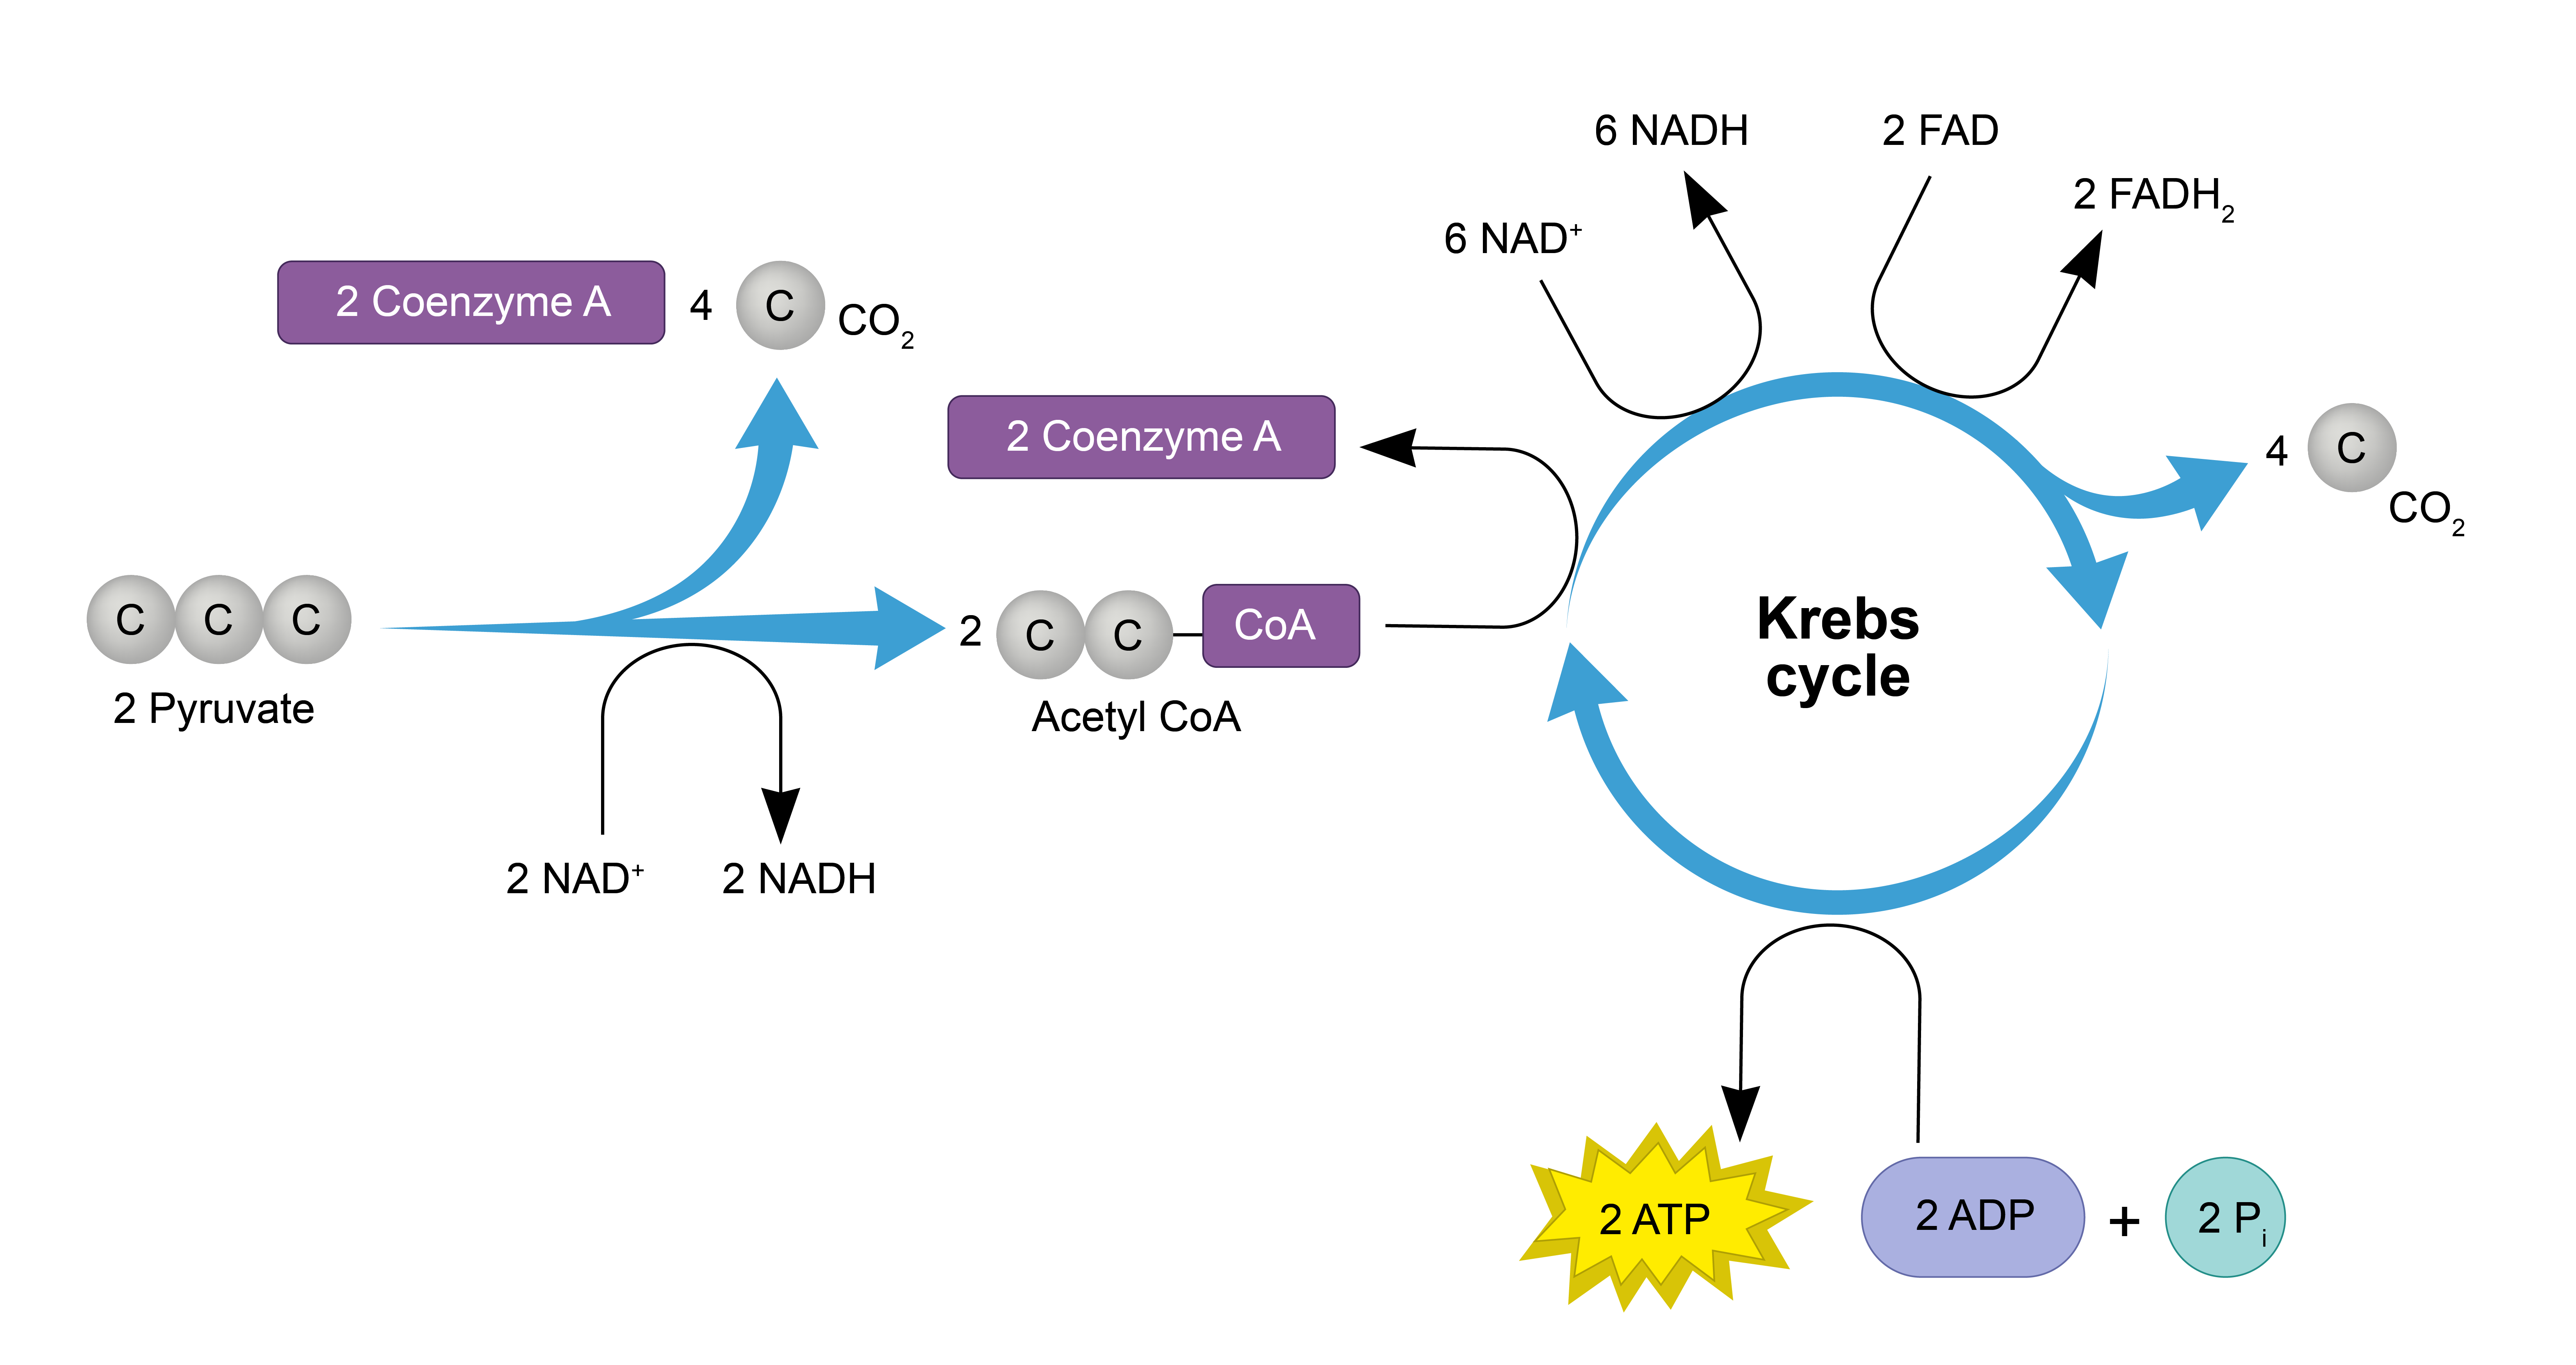 6 NADH
2 FAD
2 FADH₂
6 NAD⁺
2 Coenzyme A
4
C
CO₂
2 Coenzyme A
4
C
CO₂
C C C
2 Pyruvate
2
C C
CoA
Acetyl CoA
Krebs
cycle
2 NAD⁺
2 NADH
2 ATP
2 ADP
+
2 Pᵢ